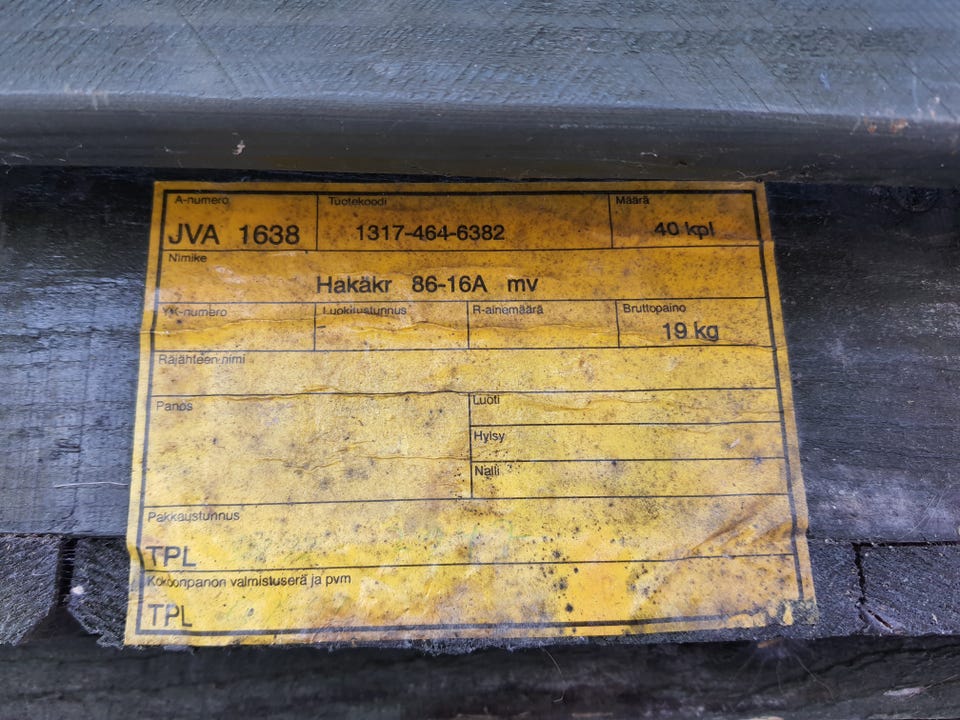 A-numero Tuotekoodi Määrä
JVA 1638 1317-464-6382 40 kpl
Nimike
Hakäkr 86-16A mv
YK-numero Luokitustunnus R-ainemäärä Bruttopaino
19 kg
Räjähteen nimi
Panos Luoti
Hylsy
Nalli
Pakkaustunnus
TPL
Kokoonpanon valmistuserä ja pvm
TPL